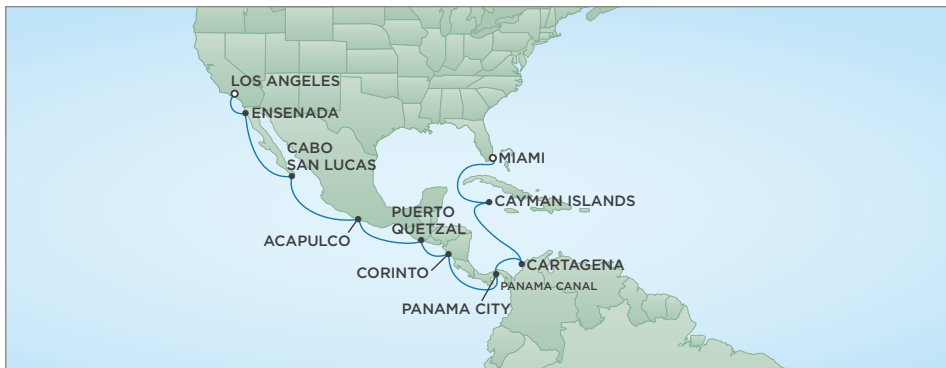 LOS ANGELES
ENSENADA
CABO
SAN LUCAS
MIAMI
CAYMAN ISLANDS
PUERTO
QUETZAL
ACAPULCO
CORINTO
CARTAGENA
PANAMA CANAL
PANAMA CITY